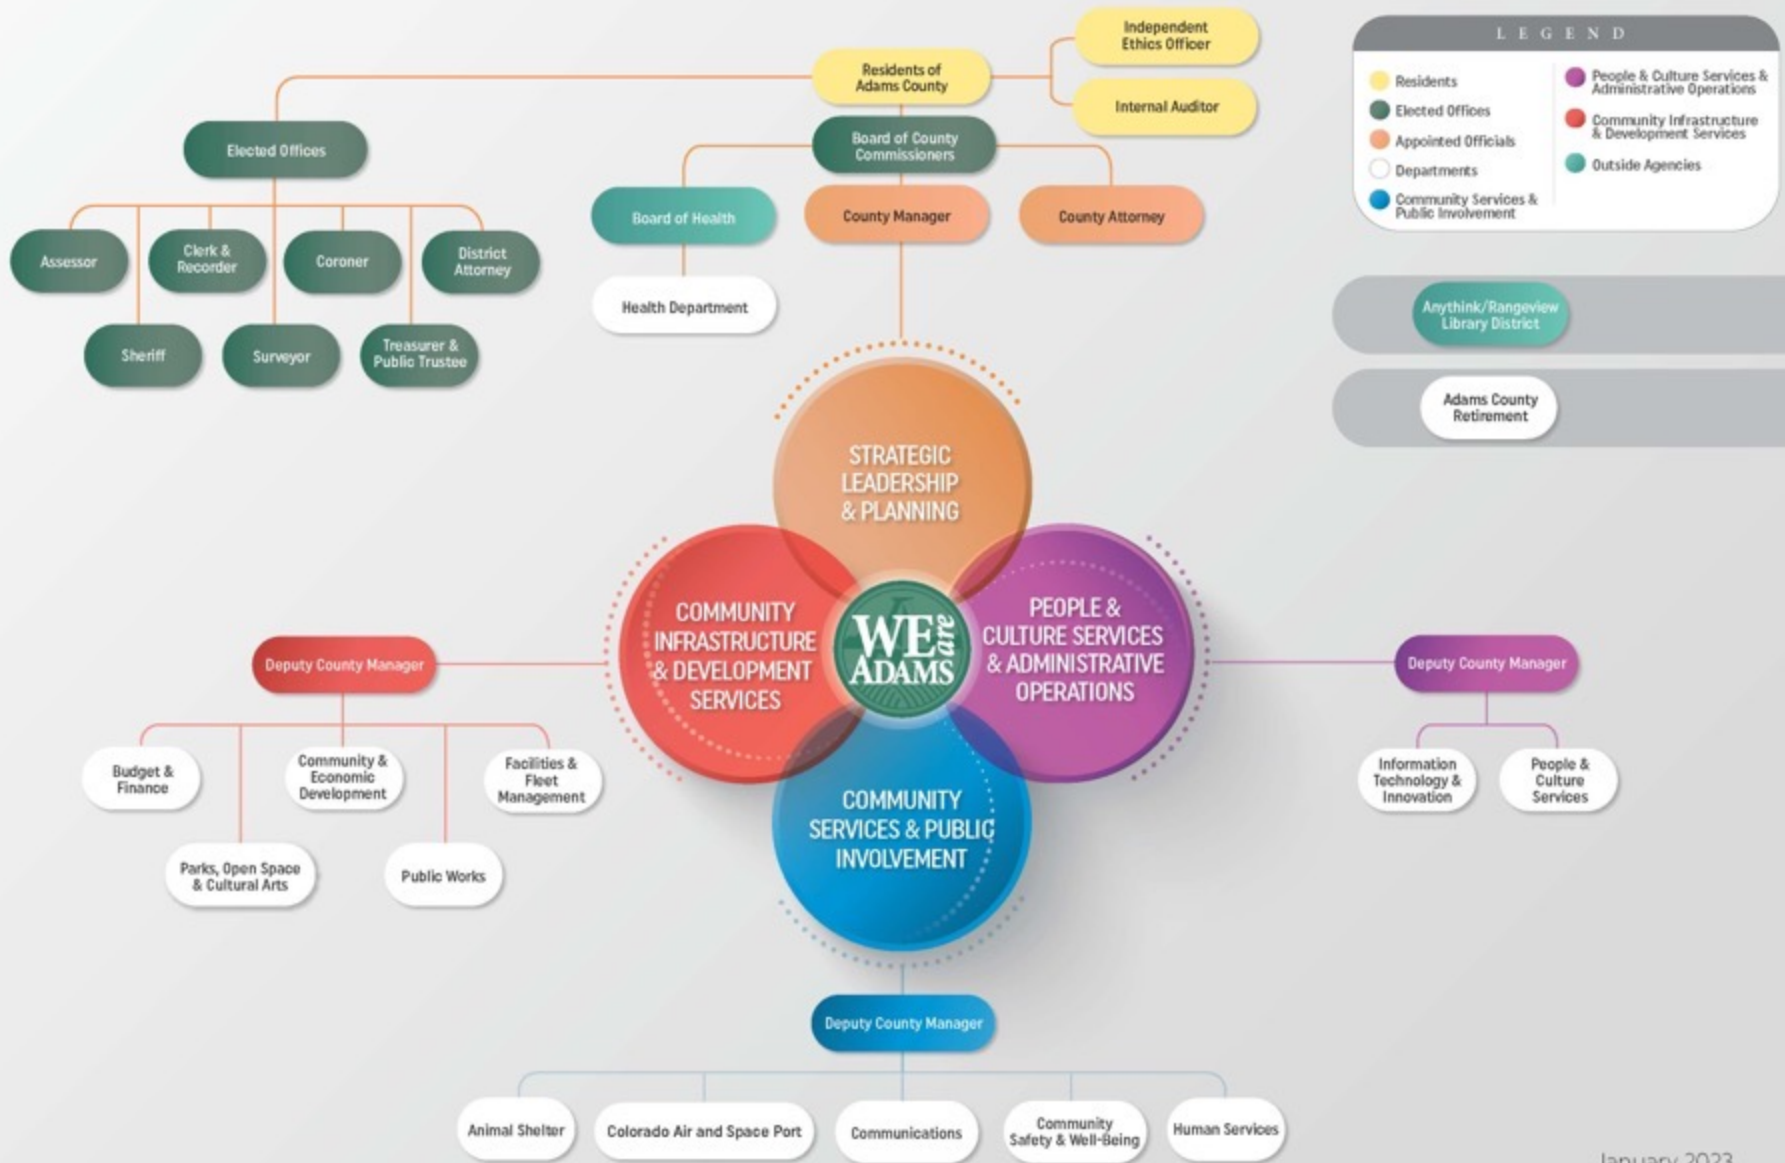 Independent
Ethics Officer
Residents of
Adams County
Internal Auditor
Elected Offices
Board of County
Commissioners
Board of Health
County Manager
County Attorney
Assessor
Clerk &
Recorder
Coroner
District
Attorney
Sheriff
Surveyor
Treasurer &
Public Trustee
Health Department
LEGEND
Residents
Elected Offices
Appointed Officials
Departments
Community Services &
Public Involvement
People & Culture Services &
Administrative Operations
Community Infrastructure
& Development Services
Outside Agencies
Anythink/Rangeview
Library District
Adams County
Retirement
STRATEGIC
LEADERSHIP
& PLANNING
COMMUNITY
INFRASTRUCTURE
& DEVELOPMENT
SERVICES
WE are
ADAMS
PEOPLE &
CULTURE SERVICES
& ADMINISTRATIVE
OPERATIONS
COMMUNITY
SERVICES & PUBLIC
INVOLVEMENT
Deputy County Manager
Budget &
Finance
Community &
Economic
Development
Facilities &
Fleet
Management
Parks, Open Space
& Cultural Arts
Public Works
Deputy County Manager
Information
Technology &
Innovation
People &
Culture
Services
Deputy County Manager
Animal Shelter
Colorado Air and Space Port
Communications
Community
Safety & Well-Being
Human Services
January 2023